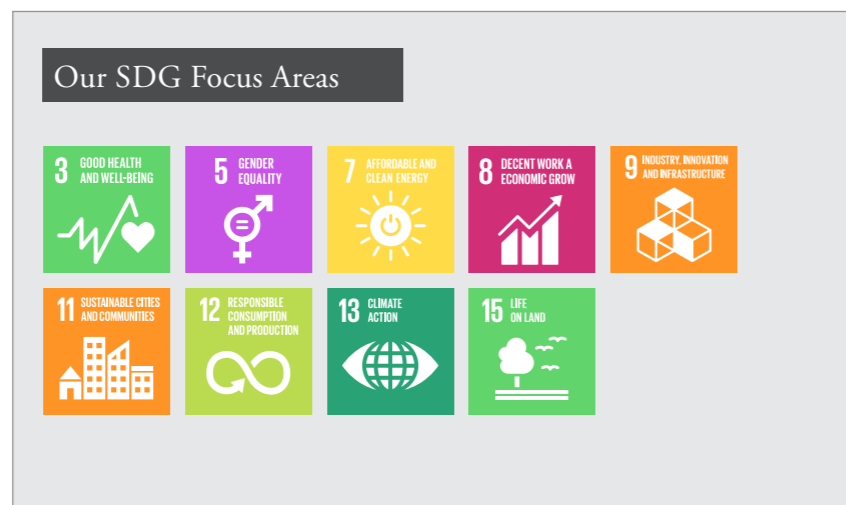 Our SDG Focus Areas
3 GOOD HEALTH
AND WELL-BEING
5 GENDER
EQUALITY
7 AFFORDABLE AND
CLEAN ENERGY
8 DECENT WORK A
ECONOMIC GROW
9 INDUSTRY, INNOVATION
AND INFRASTRUCTURE
11 SUSTAINABLE CITIES
AND COMMUNITIES
12 RESPONSIBLE
CONSUMPTION
AND PRODUCTION
13 CLIMATE
ACTION
15 LIFE
ON LAND